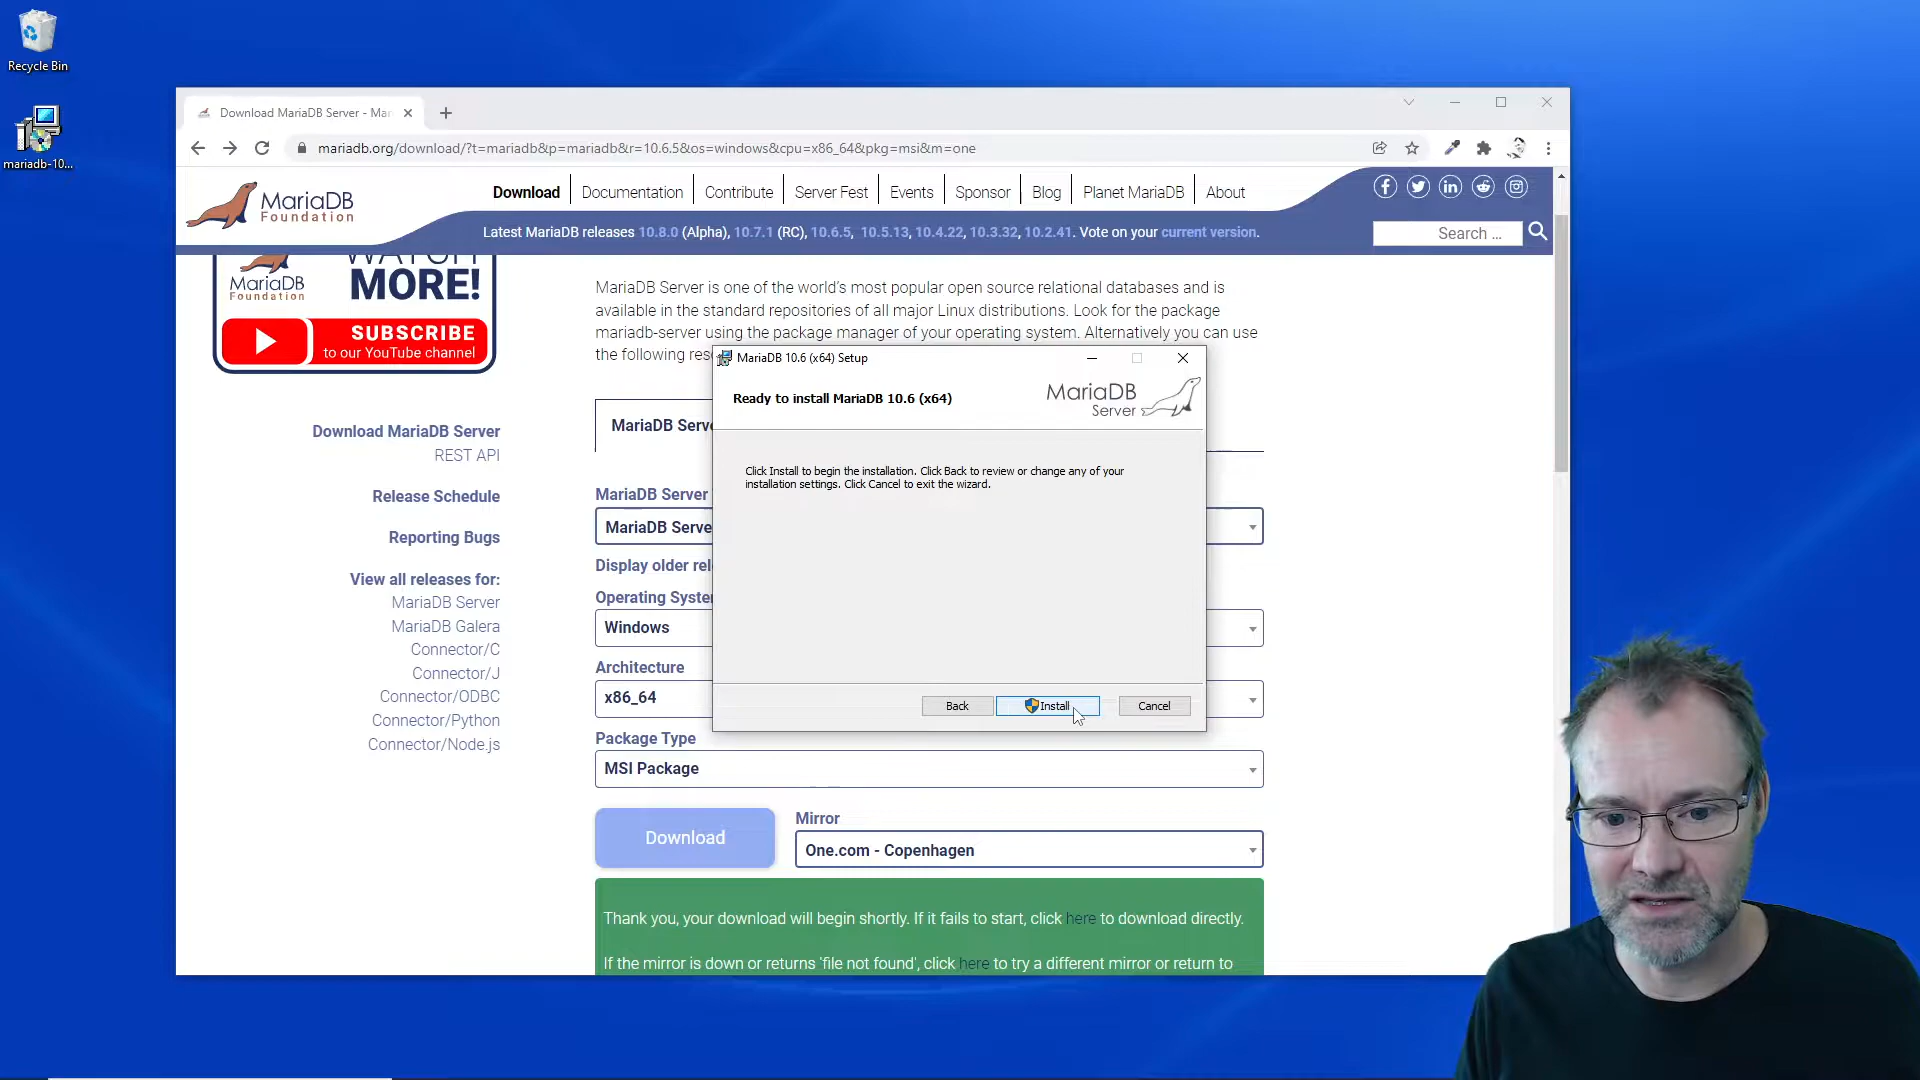 Recycle Bin
mariadb-10...
Download MariaDB Server - Mar
mariadb.org/download/?t=mariadb&p=mariadb&r=10.6.5&os=windows&cpu=x86_64&pkg=msi&m=one
MariaDB
Foundation
Download
Documentation
Contribute
Server Fest
Events
Sponsor
Blog
Planet MariaDB
About
Latest MariaDB releases 10.8.0 (Alpha), 10.7.1 (RC), 10.6.5, 10.5.13, 10.4.22, 10.3.32, 10.2.41. Vote on your current version.
Search ...
MariaDB
Foundation
WATCH
MORE!
SUBSCRIBE
to our YouTube channel
Download MariaDB Server
REST API
Release Schedule
Reporting Bugs
View all releases for:
MariaDB Server
MariaDB Galera
Connector/C
Connector/J
Connector/ODBC
Connector/Python
Connector/Node.js
MariaDB Server is one of the world's most popular open source relational databases and is
available in the standard repositories of all major Linux distributions. Look for the package
mariadb-server using the package manager of your operating system. Alternatively you can use
the following res
MariaDB Serve
MariaDB Server
MariaDB Serve
Display older rel
Operating Syste
Windows
Architecture
x86_64
Package Type
MSI Package
Download
Mirror
One.com - Copenhagen
Thank you, your download will begin shortly. If it fails to start, click here to download directly.
If the mirror is down or returns 'file not found', click here to try a different mirror or return to
MariaDB 10.6 (x64) Setup
Ready to install MariaDB 10.6 (x64)
MariaDB
Server
Click Install to begin the installation. Click Back to review or change any of your
installation settings. Click Cancel to exit the wizard.
Back
Install
Cancel